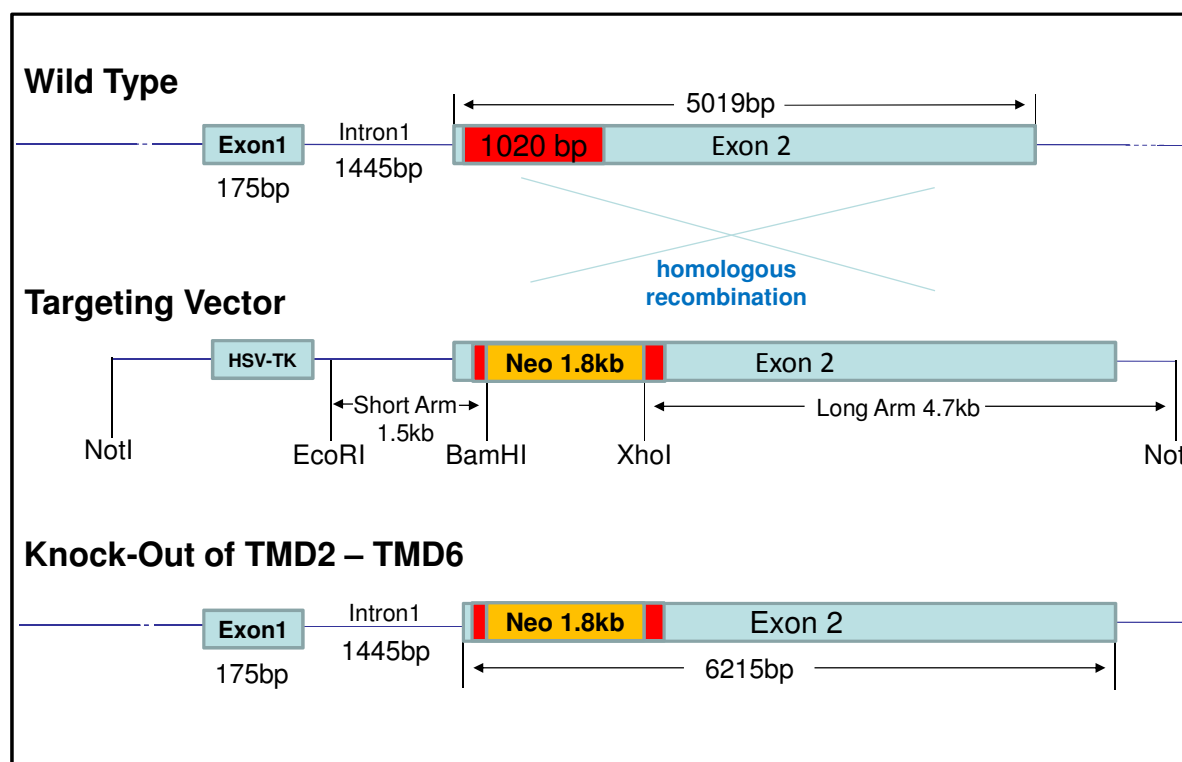 Wild Type
5019bp
Exon1
Intron1
1020 bp
Exon 2
1445bp
175bp
homologous
recombination
Targeting Vector
HSV-TK
Neo 1.8kb
Exon 2
Short Arm
1.5kb
Long Arm 4.7kb
NotI
EcoRI
BamHI
XhoI
Not
Knock-Out of TMD2 – TMD6
Exon1
Intron1
Neo 1.8kb
Exon 2
1445bp
175bp
6215bp